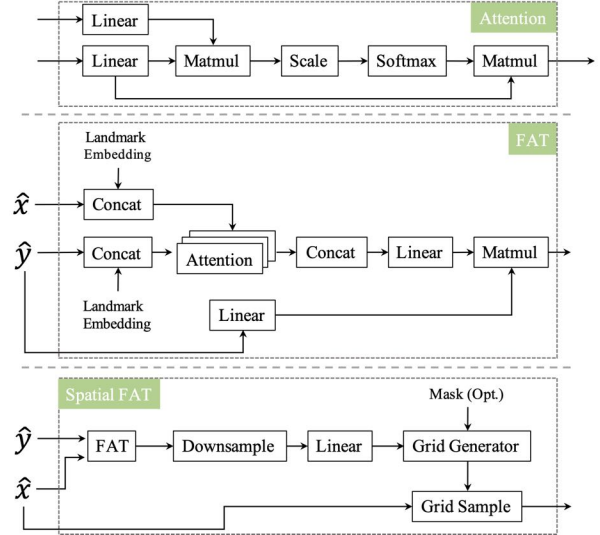 Attention
Linear
Linear
Matmul
Scale
Softmax
Matmul
FAT
Landmark
Embedding
x̂
Concat
ŷ
Concat
Attention
Concat
Linear
Matmul
Landmark
Embedding
Linear
Spatial FAT
Mask (Opt.)
ŷ
FAT
Downsample
Linear
Grid Generator
x̂
Grid Sample